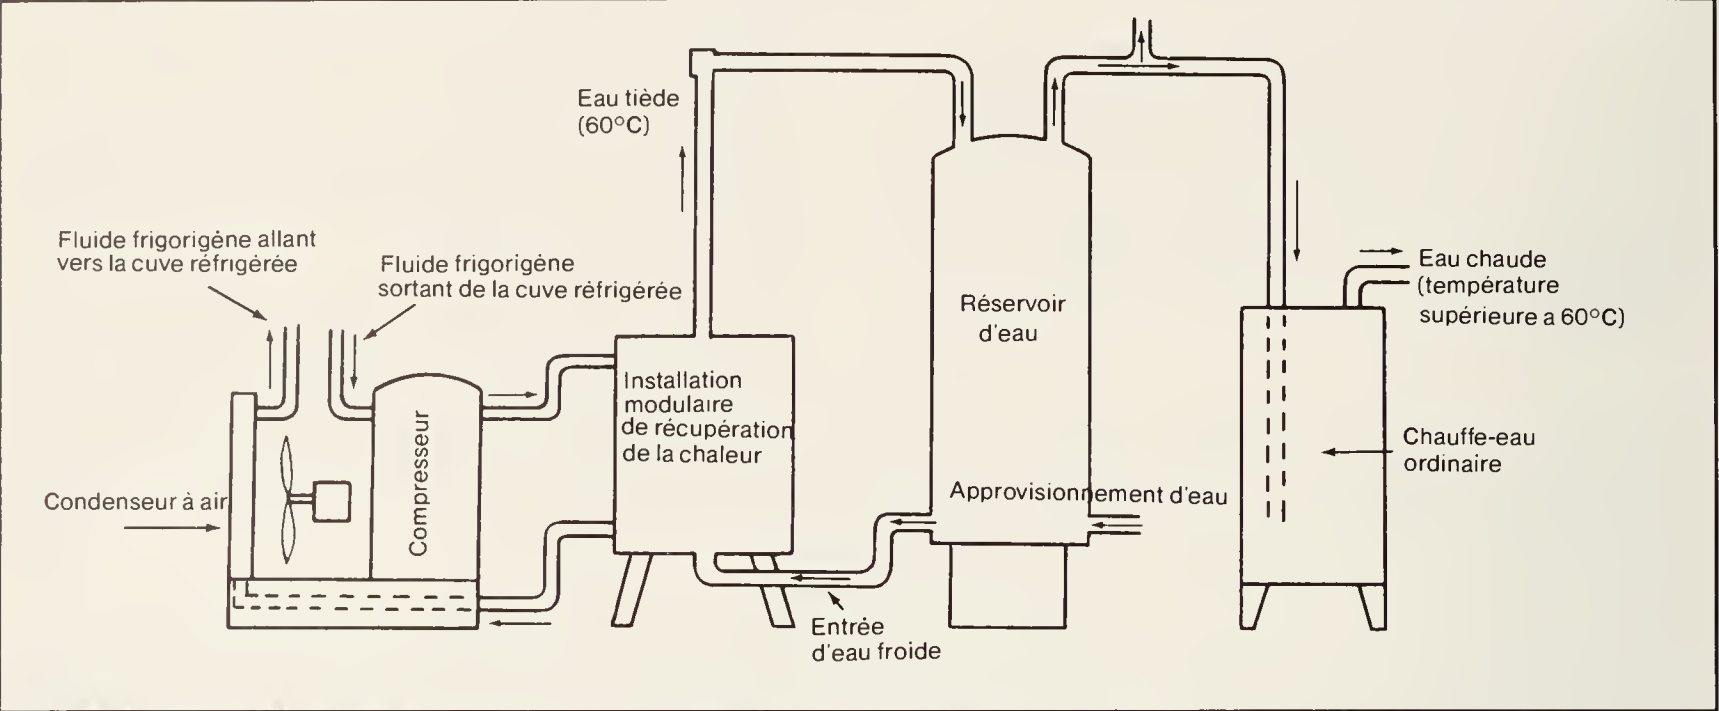 Eau tiède
(60°C)
Fluide frigorigène allant
vers la cuve réfrigérée
Fluide frigorigène
sortant de la cuve réfrigérée
Eau chaude
(température
supérieure a 60°C)
Réservoir
d'eau
Installation
modulaire
de récupération
de la chaleur
Compresseur
Chauffe-eau
ordinaire
Condenseur à air
Approvisionnement d'eau
Entrée
d'eau froide